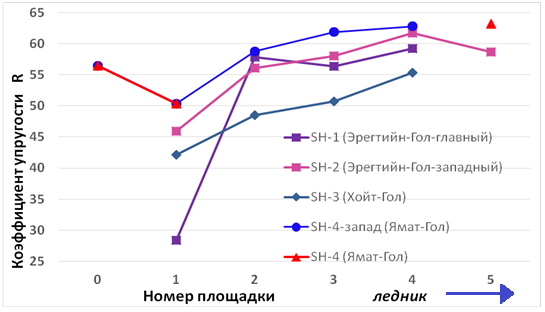 Коэффициент упругости R
65
60
55
50
45
40
35
30
25
SH-1 (Эрегтийн-Гол-главный)
SH-2 (Эрегтийн-Гол-западный)
SH-3 (Хойт-Гол)
SH-4-запад (Ямат-Гол)
SH-4 (Ямат-Гол)
0 1 2 3 4 5
Номер площадки ледник